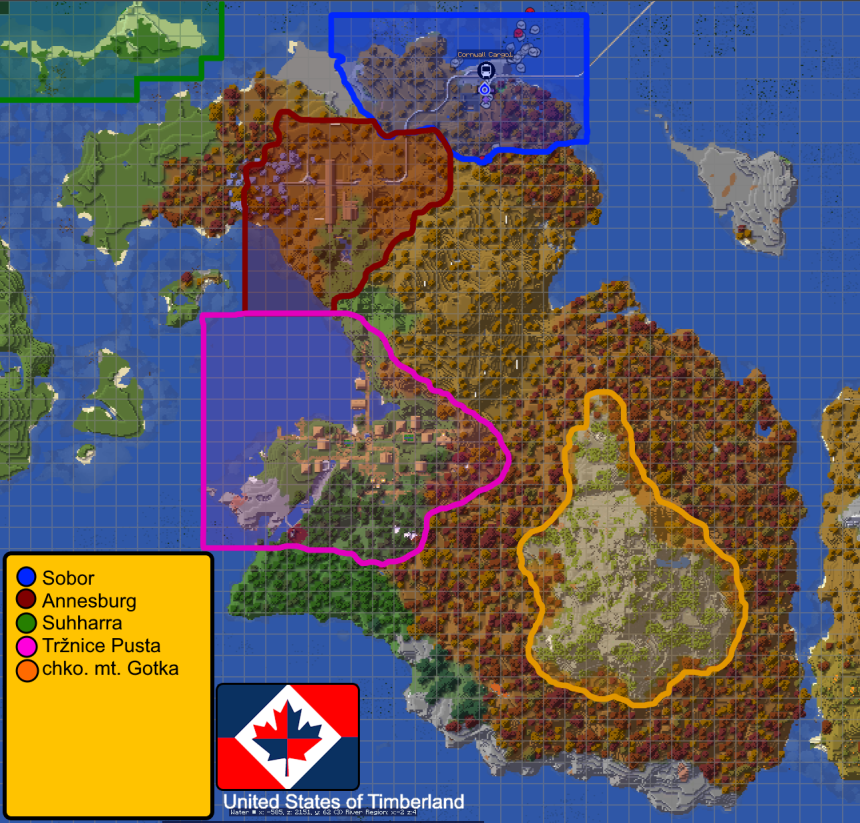 Cornwall Cargol
Sobor
Annesburg
Suhharra
Tržnice Pusta
chko. mt. Gotka
United States of Timberland
Water x: -585, z: 2151, y: 62 (3) River Region: x:-2 z:4